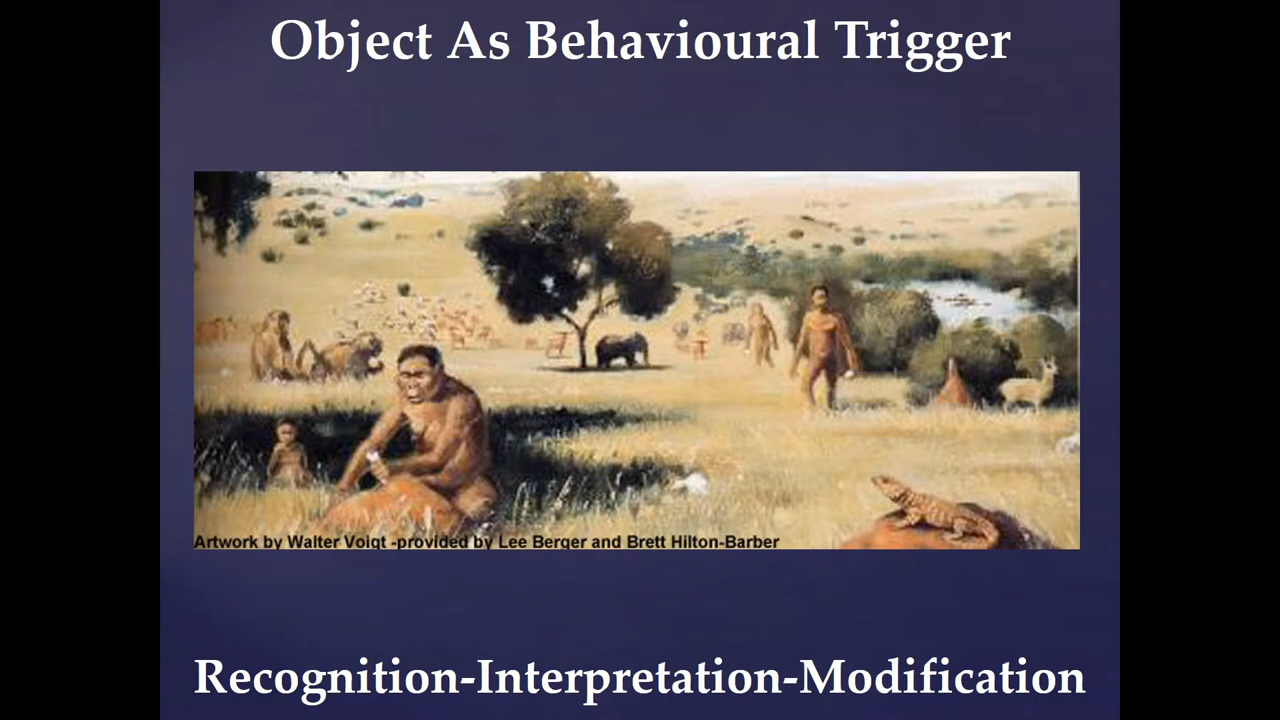 Object As Behavioural Trigger
Artwork by Walter Voigt -provided by Lee Berger and Brett Hilton-Barber
Recognition-Interpretation-Modification